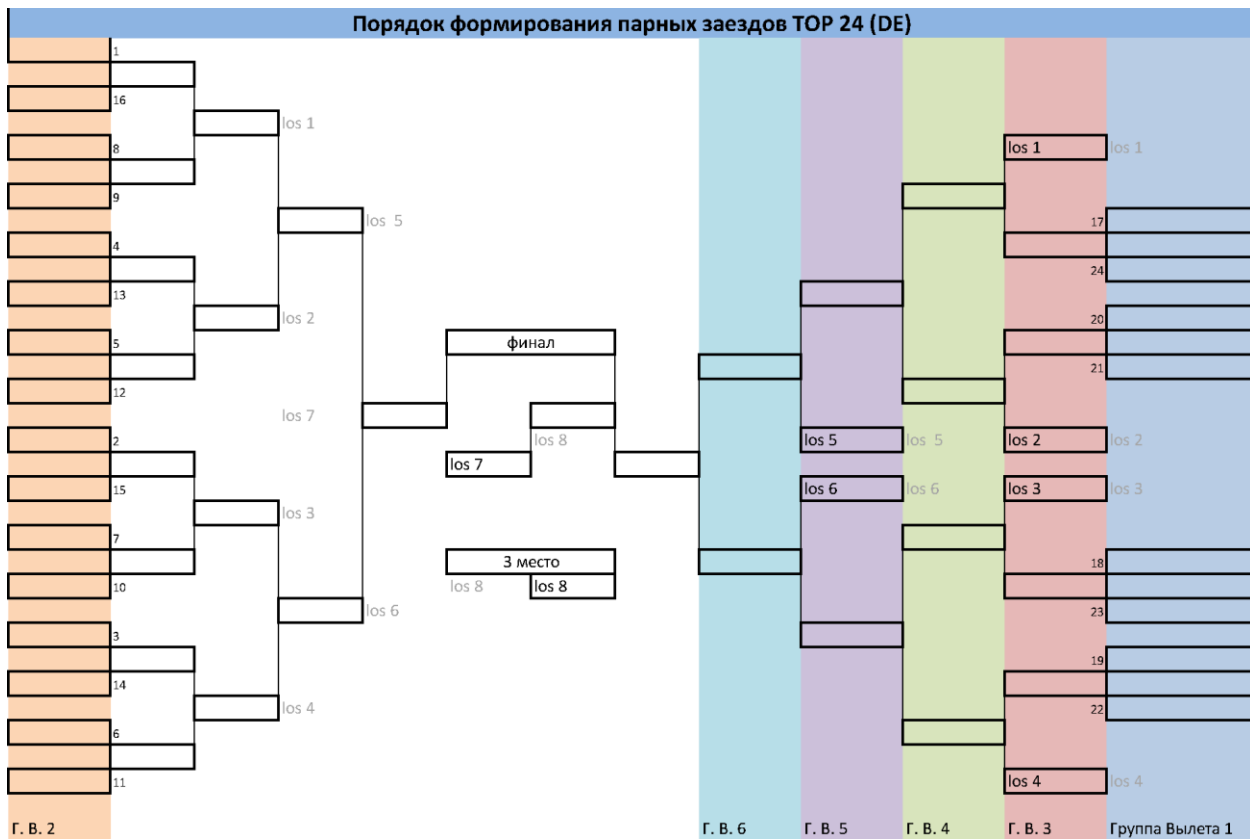 Порядок формирования парных заездов TOP 24 (DE)
1
16
los 1
8
los 1 los 1
9
los 5
17
4
24
13
los 2
20
5
финал
21
12
los 7
los 8
2
los 5 los 5
los 2 los 2
los 7
15
los 6 los 6
los 3 los 3
los 3
7
18
3 место
10
los 8 los 8
los 6
23
3
19
14
los 4
22
6
11
los 4 los 4
Г. В. 2
Г. В. 6
Г. В. 5
Г. В. 4
Г. В. 3
Группа Вылета 1